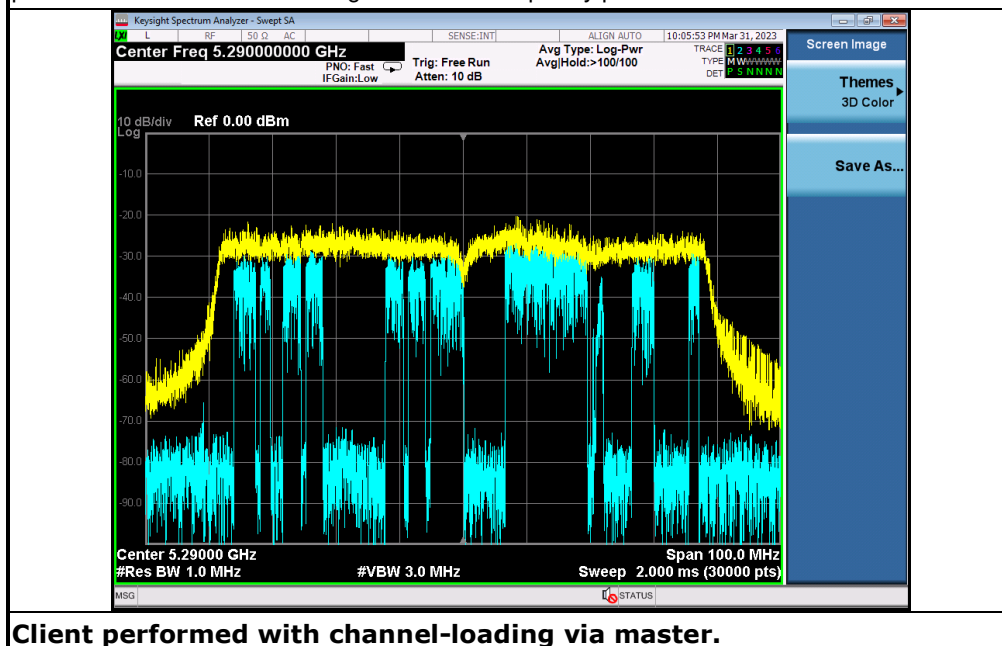 Keysight Spectrum Analyzer - Swept SA
LXI L RF 50 Ω AC SENSE:INT ALIGN AUTO 10:05:53 PM Mar 31, 2023
Center Freq 5.290000000 GHz
PNO: Fast
IFGain:Low
Trig: Free Run
Atten: 10 dB
Avg Type: Log-Pwr
Avg|Hold:>100/100
TRACE 1 2 3 4 5 6
TYPE MWWWWW
DET P S N N N N
Screen Image
Themes
3D Color
Save As...
10 dB/div Ref 0.00 dBm
Log
-10.0
-20.0
-30.0
-40.0
-50.0
-60.0
-70.0
-80.0
-90.0
Center 5.29000 GHz Span 100.0 MHz
#Res BW 1.0 MHz #VBW 3.0 MHz Sweep 2.000 ms (30000 pts)
MSG STATUS
Client performed with channel-loading via master.